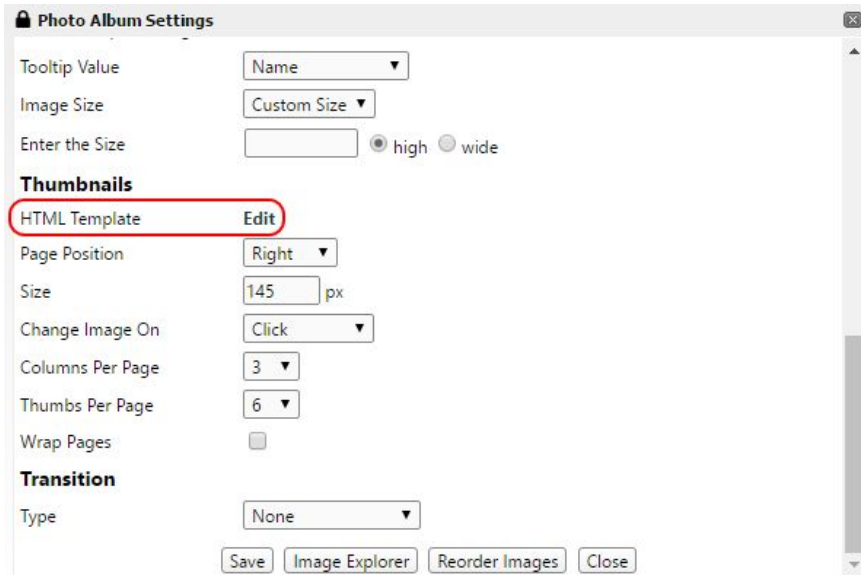 Photo Album Settings
Tooltip Value Name
Image Size Custom Size
Enter the Size high wide
Thumbnails
HTML Template Edit
Page Position Right
Size 145 px
Change Image On Click
Columns Per Page 3
Thumbs Per Page 6
Wrap Pages
Transition
Type None
Save Image Explorer Reorder Images Close